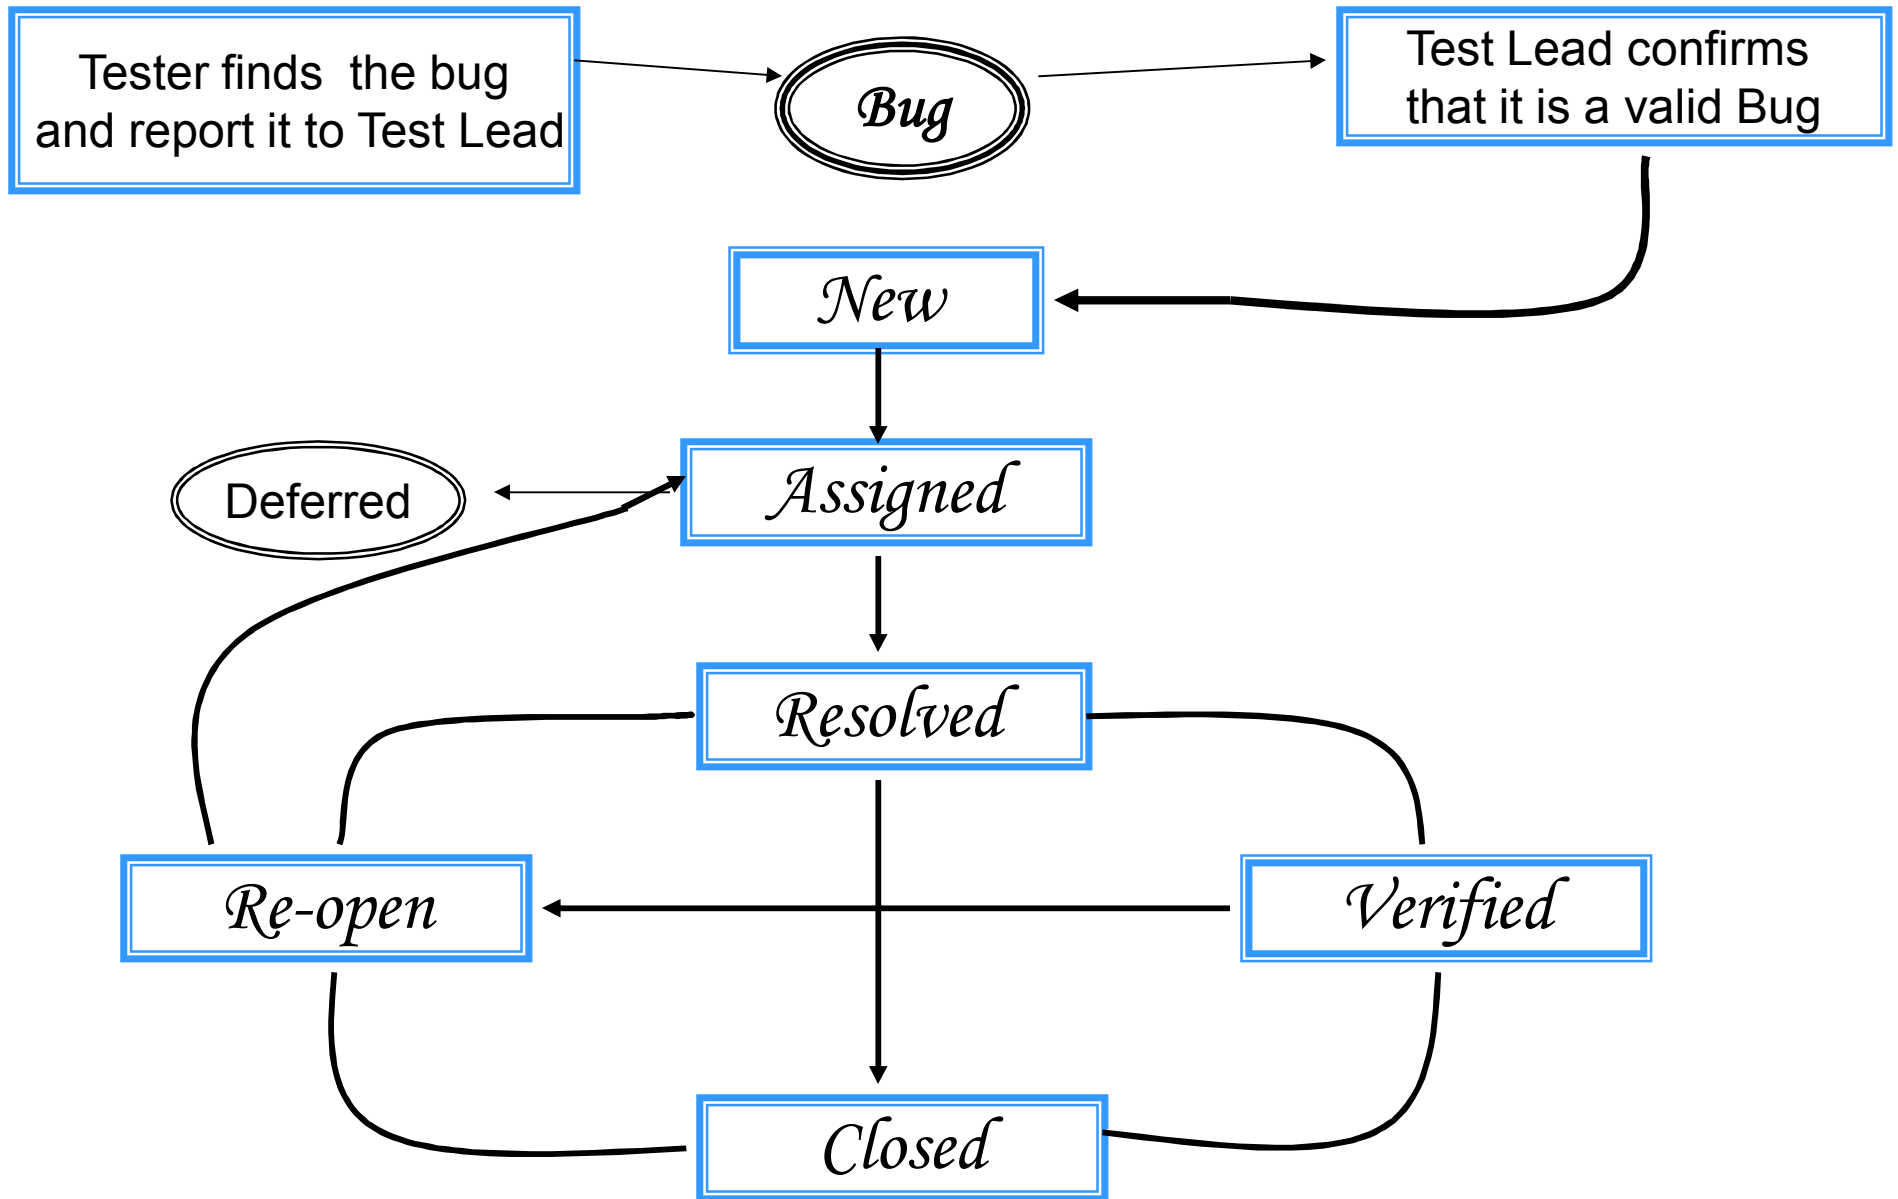 Tester finds  the bug
and report it to Test Lead
Bug
Test Lead confirms
that it is a valid Bug
New
Deferred
Assigned
Resolved
Re-open
Verified
Closed